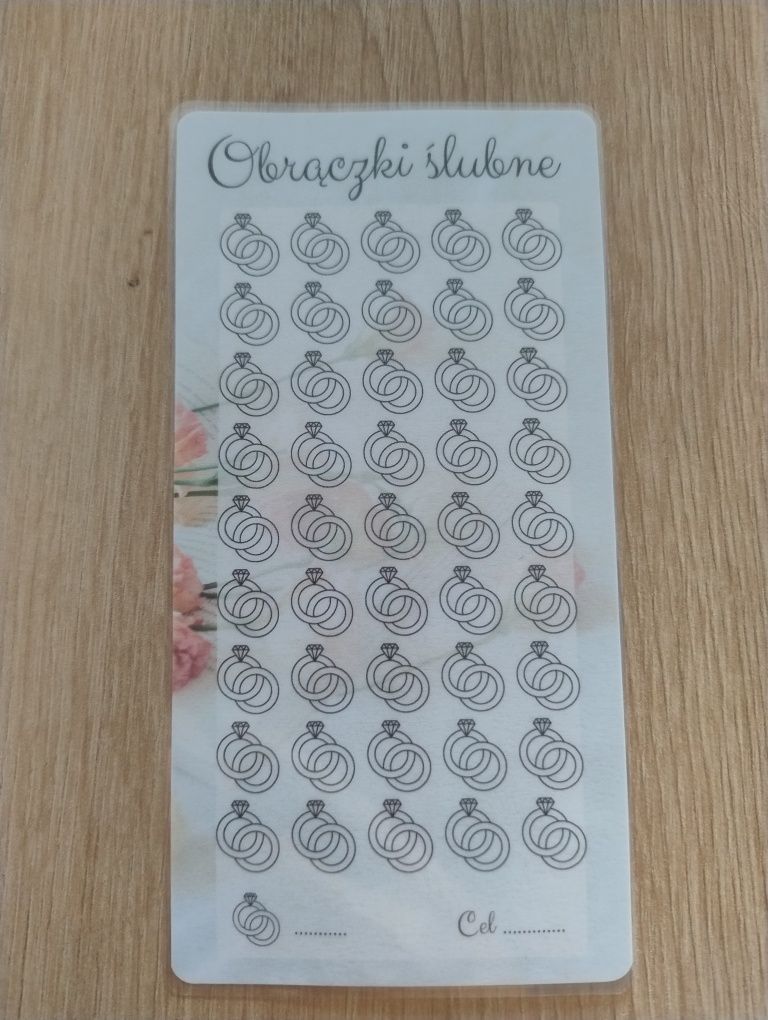 Obrączki ślubne
........... Cel .............